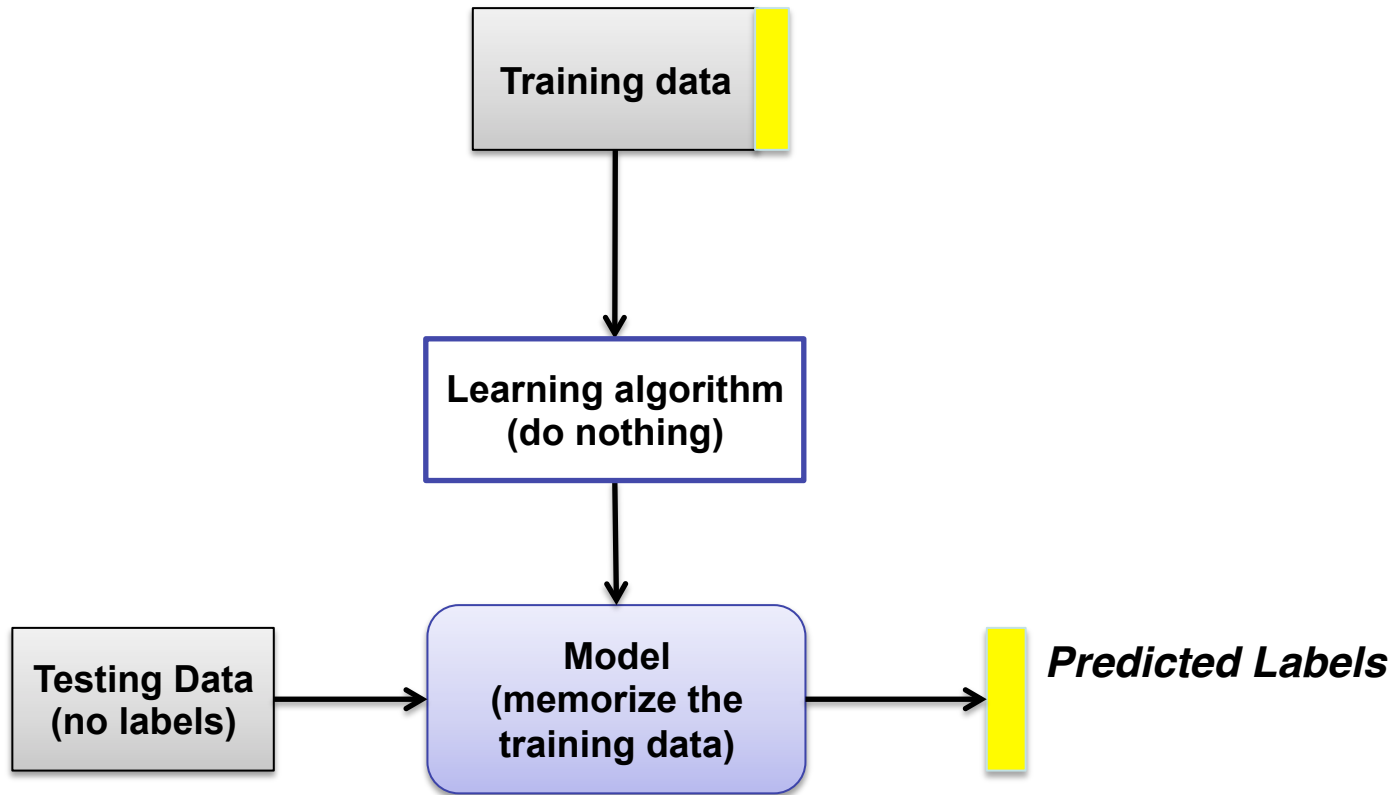 Training data
Learning algorithm
(do nothing)
Testing Data
(no labels)
Model
(memorize the
training data)
Predicted Labels